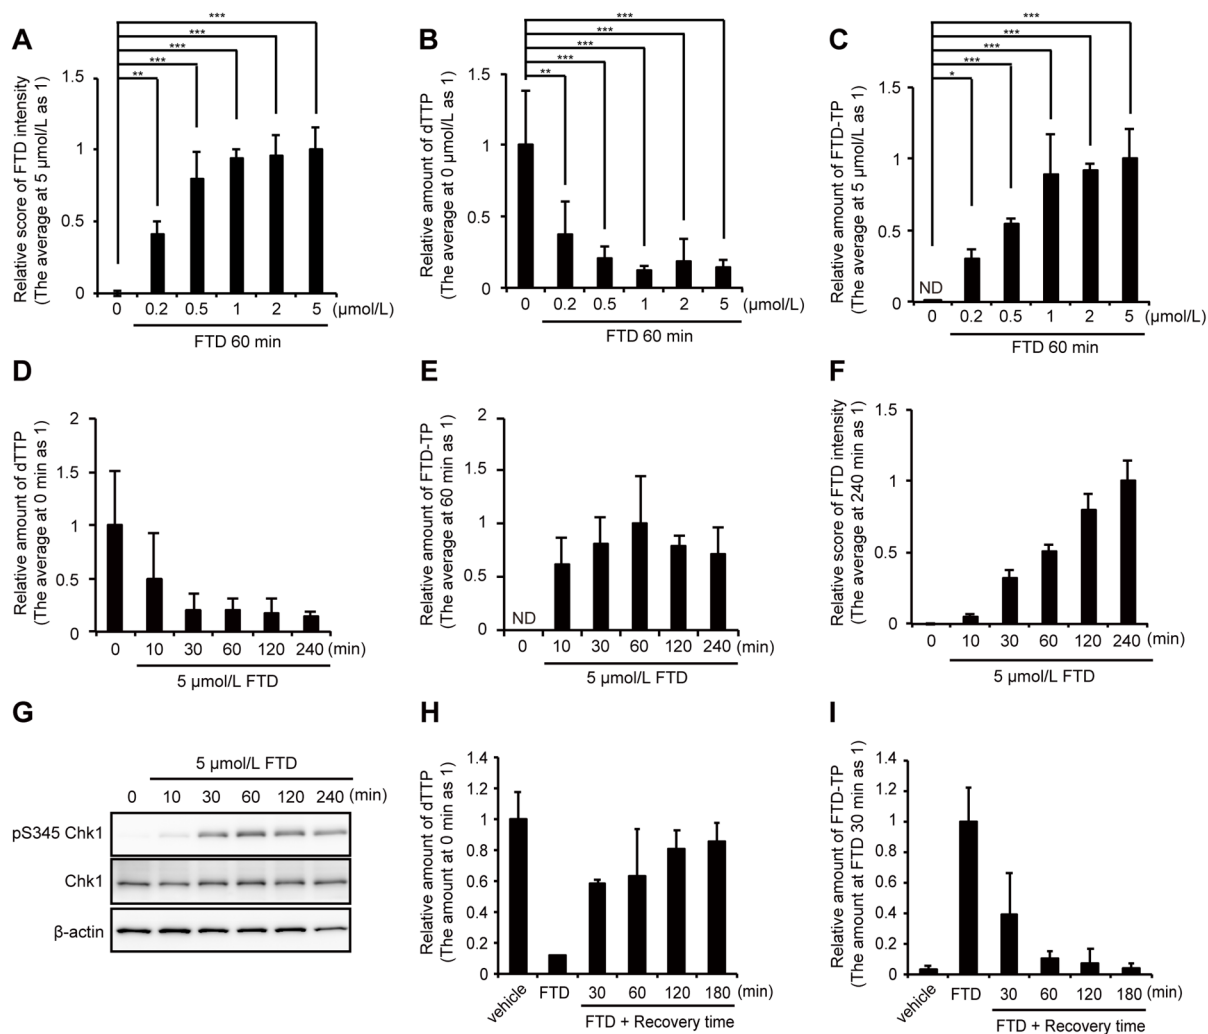 A
Relative score of FTD intensity
(The average at 5 µmol/L as 1)
***
***
***
***
**
1.5
1
0.5
0
0 0.2 0.5 1 2 5 (µmol/L)
FTD 60 min
B
Relative amount of dTTP
(The average at 0 µmol/L as 1)
***
***
***
***
**
1.5
1
0.5
0
0 0.2 0.5 1 2 5 (µmol/L)
FTD 60 min
C
Relative amount of FTD-TP
(The average at 5 µmol/L as 1)
***
***
***
***
*
1.5
1
0.5
0
ND
0 0.2 0.5 1 2 5 (µmol/L)
FTD 60 min
D
Relative amount of dTTP
(The average at 0 min as 1)
2
1.5
1
0.5
0
0 10 30 60 120 240 (min)
5 µmol/L FTD
E
Relative amount of FTD-TP
(The average at 60 min as 1)
2
1.5
1
0.5
0
ND
0 10 30 60 120 240 (min)
5 µmol/L FTD
F
Relative score of FTD intensity
(The average at 240 min as 1)
1.5
1
0.5
0
0 10 30 60 120 240 (min)
5 µmol/L FTD
G
5 µmol/L FTD
0 10 30 60 120 240 (min)
pS345 Chk1
Chk1
β-actin
H
Relative amount of dTTP
(The amount at 0 min as 1)
1.4
1.2
1
0.8
0.6
0.4
0.2
0
vehicle FTD 30 60 120 180 (min)
FTD + Recovery time
I
Relative amount of FTD-TP
(The amount at FTD 30 min as 1)
1.4
1.2
1
0.8
0.6
0.4
0.2
0
vehicle FTD 30 60 120 180 (min)
FTD + Recovery time